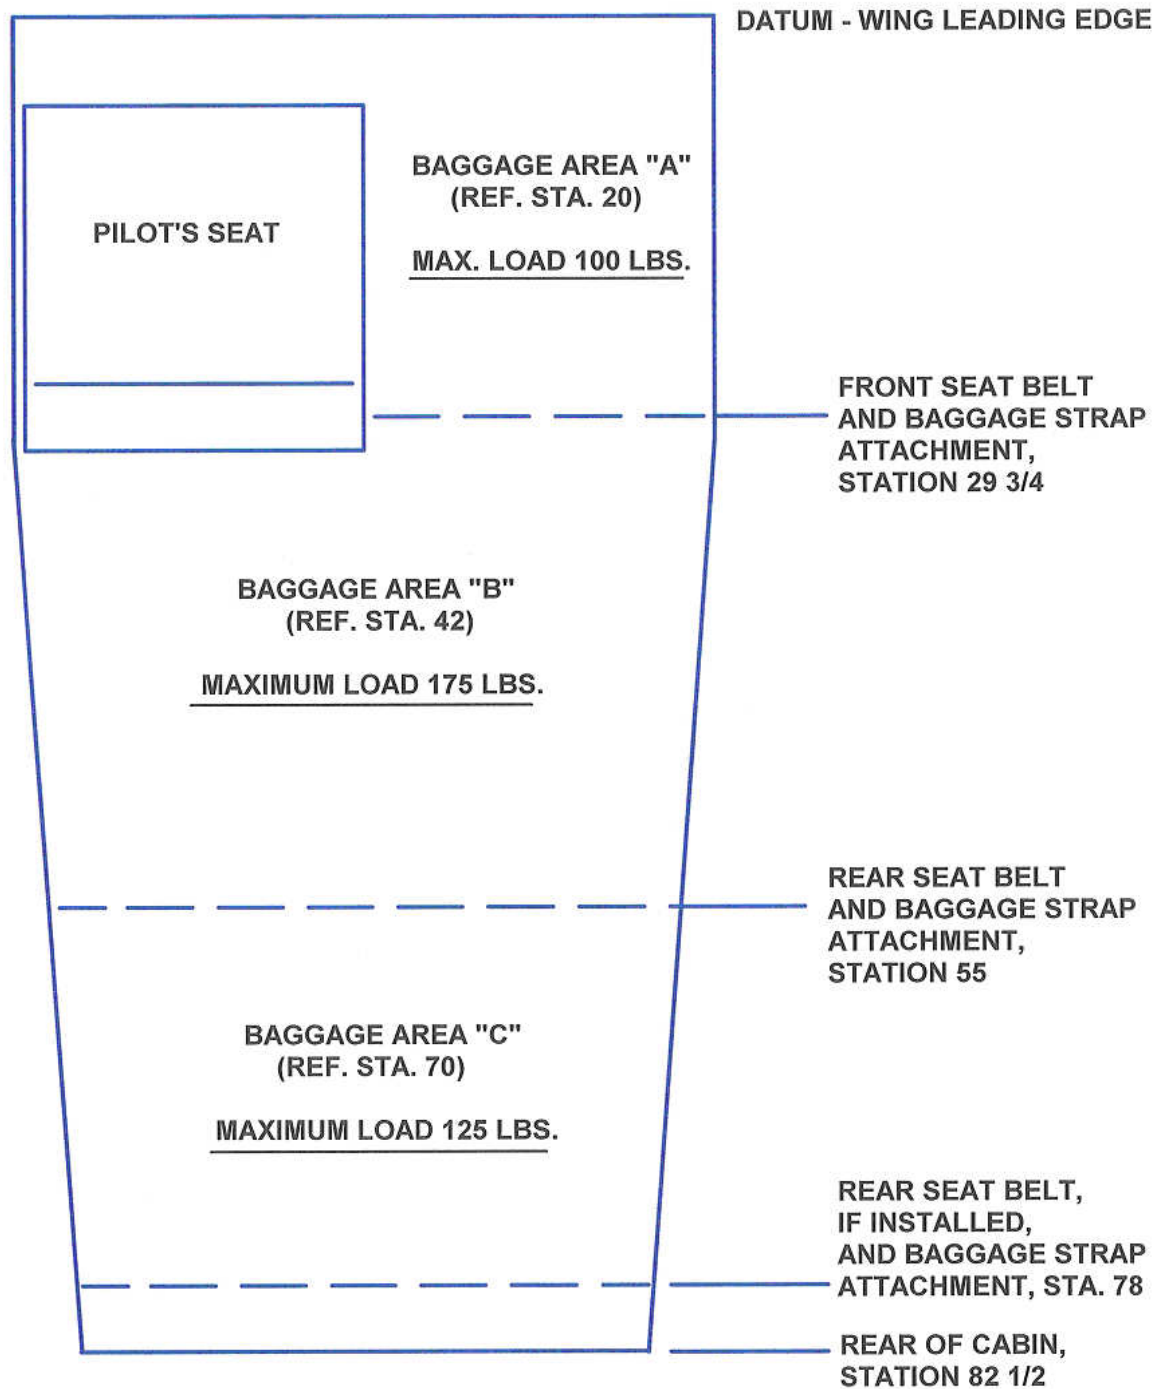 DATUM - WING LEADING EDGE
BAGGAGE AREA "A"
(REF. STA. 20)
PILOT'S SEAT
MAX. LOAD 100 LBS.
FRONT SEAT BELT
AND BAGGAGE STRAP
ATTACHMENT,
STATION 29 3/4
BAGGAGE AREA "B"
(REF. STA. 42)
MAXIMUM LOAD 175 LBS.
REAR SEAT BELT
AND BAGGAGE STRAP
ATTACHMENT,
STATION 55
BAGGAGE AREA "C"
(REF. STA. 70)
MAXIMUM LOAD 125 LBS.
REAR SEAT BELT,
IF INSTALLED,
AND BAGGAGE STRAP
ATTACHMENT, STA. 78
REAR OF CABIN,
STATION 82 1/2